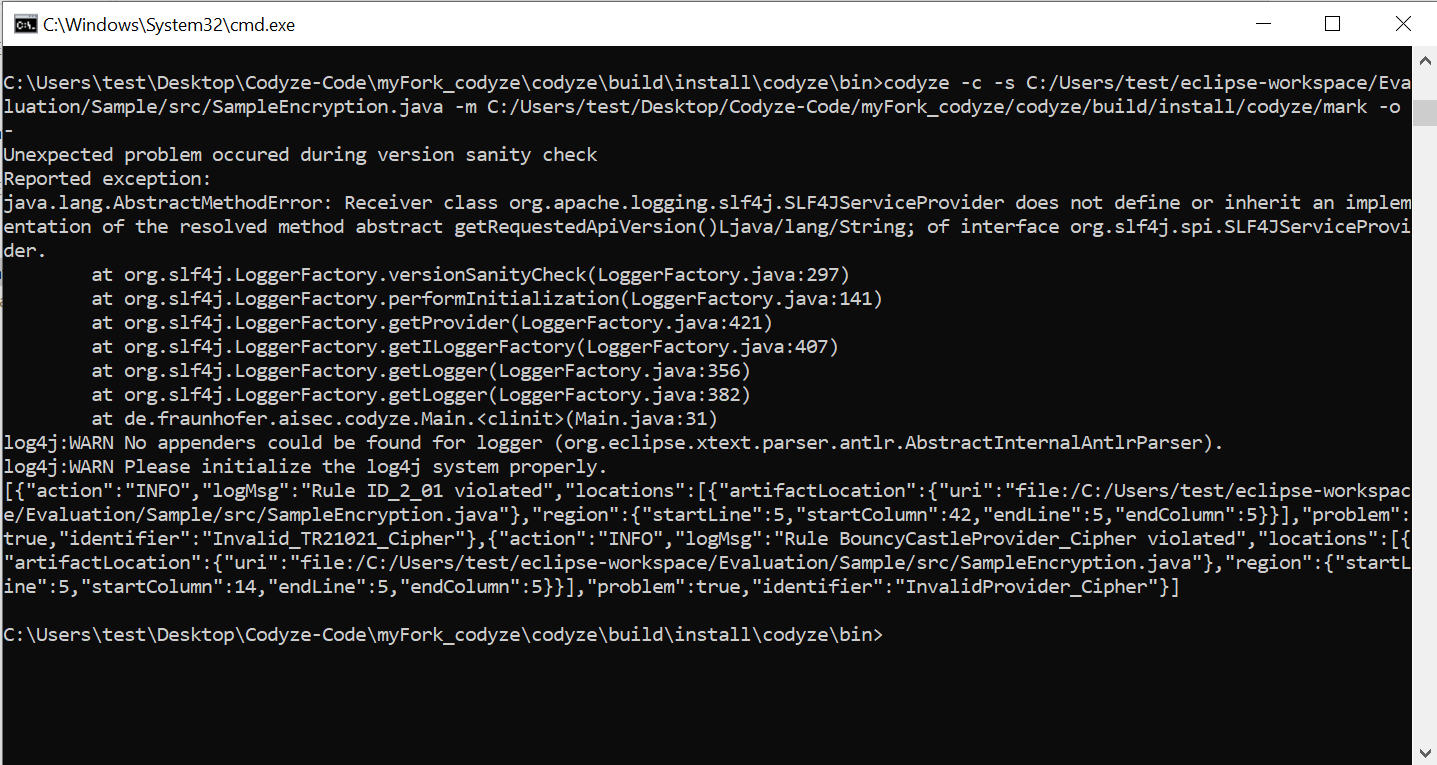 C:\Windows\System32\cmd.exe
C:\Users\test\Desktop\Codyze-Code\myFork_codyze\codyze\build\install\codyze\bin>codyze -c -s C:/Users/test/eclipse-workspace/Eva
luation/Sample/src/SampleEncryption.java -m C:/Users/test/Desktop/Codyze-Code/myFork_codyze/codyze/build/install/codyze/mark -o
-
Unexpected problem occured during version sanity check
Reported exception:
java.lang.AbstractMethodError: Receiver class org.apache.logging.slf4j.SLF4JServiceProvider does not define or inherit an implem
entation of the resolved method abstract getRequestedApiVersion()Ljava/lang/String; of interface org.slf4j.spi.SLF4JServiceProvi
der.
        at org.slf4j.LoggerFactory.versionSanityCheck(LoggerFactory.java:297)
        at org.slf4j.LoggerFactory.performInitialization(LoggerFactory.java:141)
        at org.slf4j.LoggerFactory.getProvider(LoggerFactory.java:421)
        at org.slf4j.LoggerFactory.getILoggerFactory(LoggerFactory.java:407)
        at org.slf4j.LoggerFactory.getLogger(LoggerFactory.java:356)
        at org.slf4j.LoggerFactory.getLogger(LoggerFactory.java:382)
        at de.fraunhofer.aisec.codyze.Main.<clinit>(Main.java:31)
log4j:WARN No appenders could be found for logger (org.eclipse.xtext.parser.antlr.AbstractInternalAntlrParser).
log4j:WARN Please initialize the log4j system properly.
[{"action":"INFO","logMsg":"Rule ID_2_01 violated","locations":[{"artifactLocation":{"uri":"file:/C:/Users/test/eclipse-workspac
e/Evaluation/Sample/src/SampleEncryption.java"},"region":{"startLine":5,"startColumn":42,"endLine":5,"endColumn":5}}],"problem":
true,"identifier":"Invalid_TR21021_Cipher"},{"action":"INFO","logMsg":"Rule BouncyCastleProvider_Cipher violated","locations":[{
"artifactLocation":{"uri":"file:/C:/Users/test/eclipse-workspace/Evaluation/Sample/src/SampleEncryption.java"},"region":{"startL
ine":5,"startColumn":14,"endLine":5,"endColumn":5}}],"problem":true,"identifier":"InvalidProvider_Cipher"}]
C:\Users\test\Desktop\Codyze-Code\myFork_codyze\codyze\build\install\codyze\bin>